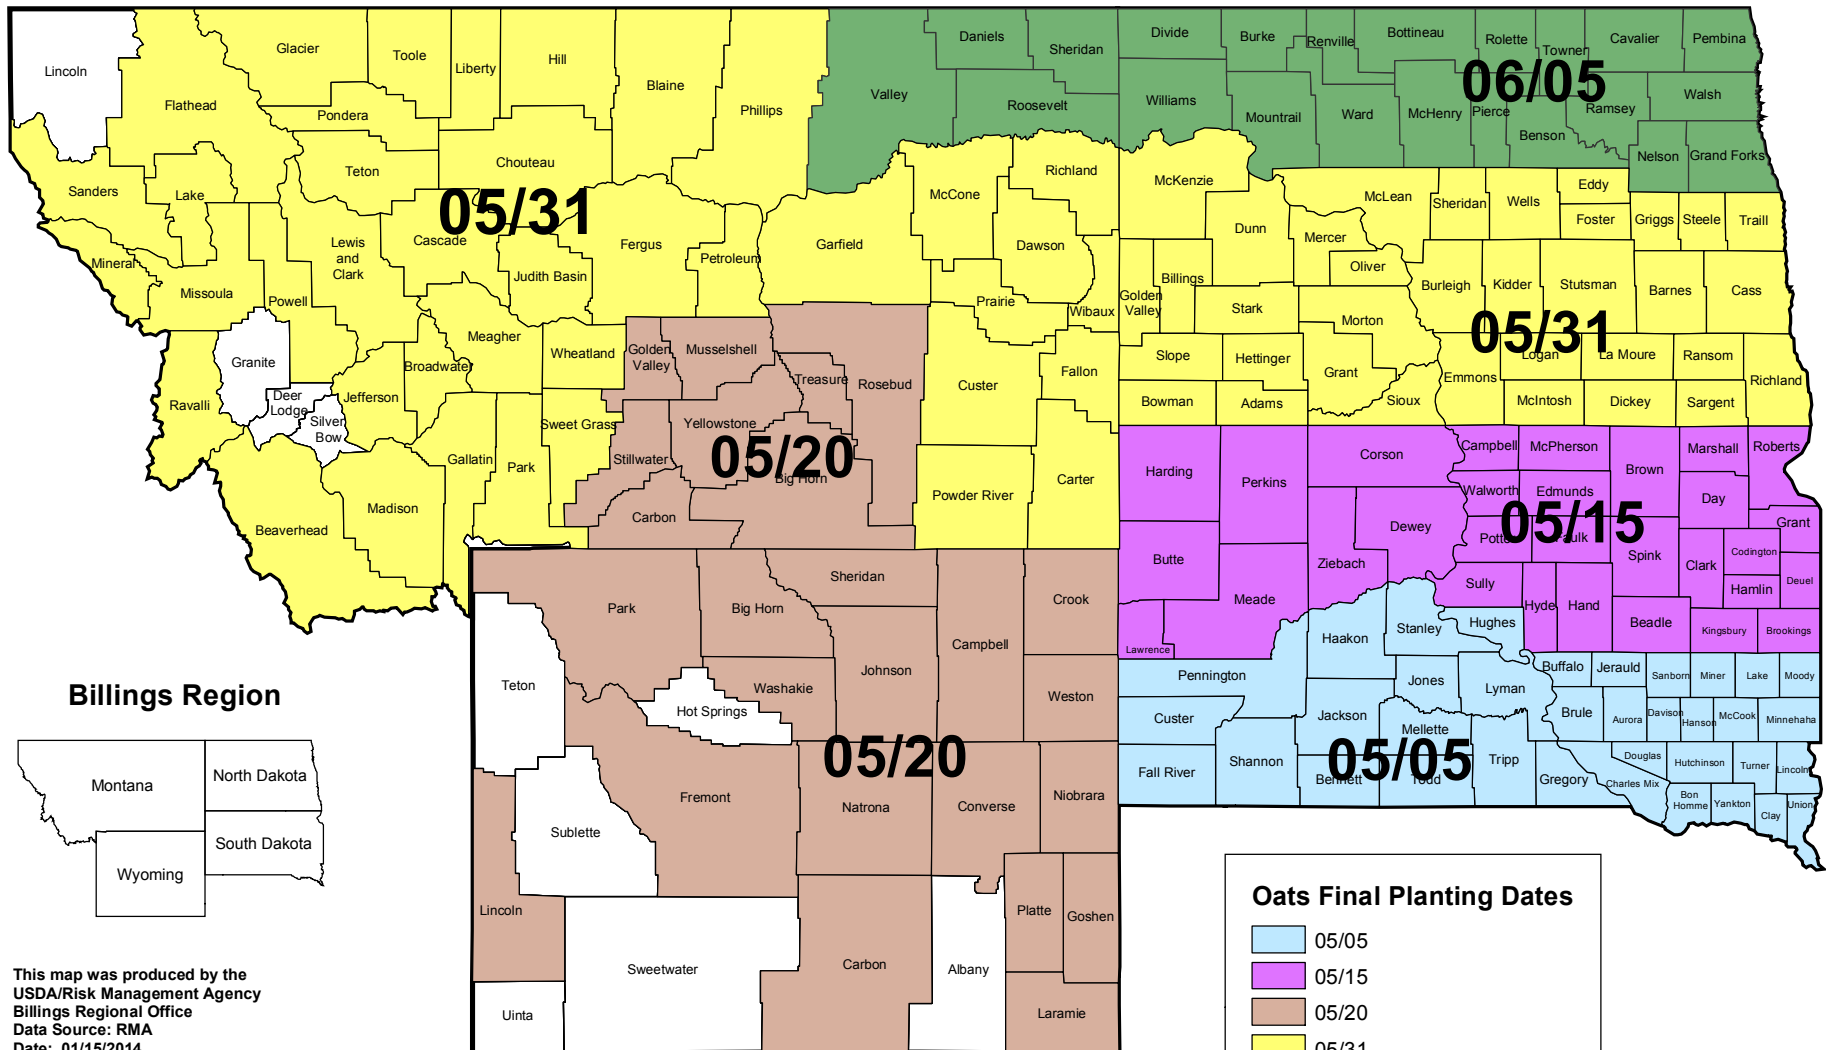 Lincoln
Flathead
Glacier
Toole
Liberty
Hill
Blaine
Phillips
Valley
Daniels
Sheridan
Roosevelt
Divide
Burke
Renville
Bottineau
Rolette
Towner
Cavalier
Pembina
06/05
Williams
Mountrail
Ward
McHenry
Pierce
Benson
Ramsey
Walsh
Nelson
Grand Forks
Pondera
Teton
Chouteau
Sanders
Lake
05/31
McCone
Richland
McKenzie
McLean
Sheridan
Wells
Eddy
Foster
Griggs
Steele
Traill
Mineral
Missoula
Powell
Lewis
and
Clark
Cascade
Judith Basin
Fergus
Petroleum
Garfield
Dawson
Prairie
Wibaux
Golden
Valley
Billings
Dunn
Mercer
Oliver
Stark
Morton
Burleigh
Kidder
Stutsman
Barnes
Cass
05/31
Granite
Deer
Lodge
Silver
Bow
Ravalli
Jefferson
Broadwater
Meagher
Wheatland
Golden
Valley
Musselshell
Treasure
Rosebud
Custer
Fallon
Slope
Hettinger
Grant
Sioux
Emmons
Logan
La Moure
Ransom
Richland
Bowman
Adams
McIntosh
Dickey
Sargent
Sweet Grass
Gallatin
Park
Stillwater
Yellowstone
05/20
Big Horn
Carbon
Powder River
Carter
Beaverhead
Madison
Harding
Perkins
Corson
Campbell
McPherson
Brown
Marshall
Roberts
Walworth
Edmunds
Day
05/15
Grant
Dewey
Potter
Faulk
Spink
Clark
Codington
Deuel
Hamlin
Butte
Ziebach
Meade
Sully
Hyde
Hand
Beadle
Kingsbury
Brookings
Lawrence
Haakon
Stanley
Hughes
Pennington
Jones
Lyman
Buffalo
Jerauld
Sanborn
Miner
Lake
Moody
Custer
Jackson
Mellette
Brule
Aurora
Davison
Hanson
McCook
Minnehaha
Fall River
Shannon
Bennett
05/05
Todd
Tripp
Gregory
Douglas
Charles Mix
Hutchinson
Turner
Lincoln
Bon
Homme
Yankton
Clay
Union
Park
Big Horn
Sheridan
Crook
Campbell
Johnson
Weston
Teton
Washakie
Hot Springs
05/20
Fremont
Natrona
Converse
Niobrara
Sublette
Lincoln
Platte
Goshen
Sweetwater
Carbon
Albany
Laramie
Uinta
Billings Region
Montana
North Dakota
South Dakota
Wyoming
This map was produced by the
USDA/Risk Management Agency
Billings Regional Office
Data Source: RMA
Date: 01/15/2014
Oats Final Planting Dates
05/05
05/15
05/20
05/31